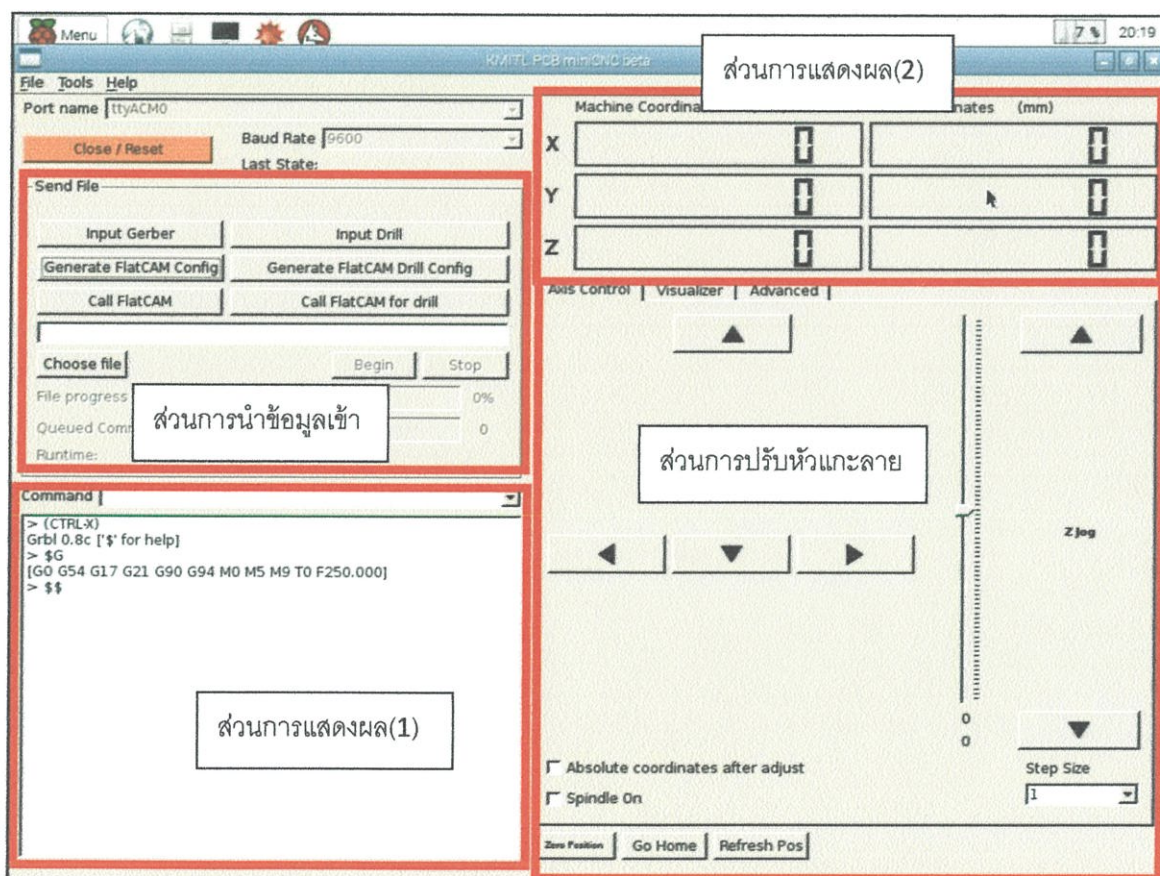 Menu
7 %
20:19
KMITL PCB miniCNC beta
File Tools Help
Port name ttyACM0
Close / Reset
Baud Rate 9600
Last State:
Send File
Input Gerber
Input Drill
Generate FlatCAM Config
Generate FlatCAM Drill Config
Call FlatCAM
Call FlatCAM for drill
Choose file
Begin
Stop
File progress
0%
Queued
0
Runtime:
ส่วนการนำข้อมูลเข้า
Command
> (CTRL-X)
Grbl 0.8c ['$' for help]
> $G
[G0 G54 G17 G21 G90 G94 M0 M5 M9 T0 F250.000]
> $$
ส่วนการแสดงผล(1)
ส่วนการแสดงผล(2)
Machine
(mm)
X 0 0
Y 0 0
Z 0 0
Axis Control
Visualizer
Advanced
ส่วนการปรับหัวแกะลาย
Z Jog
0
0
Absolute coordinates after adjust
Spindle On
Step Size
1
Zero Position
Go Home
Refresh Pos